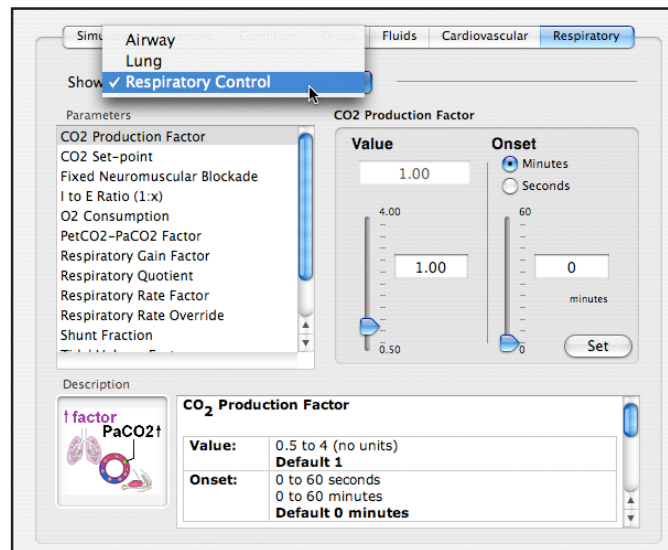 Airway
Lung
Respiratory Control
Fluids
Cardiovascular
Respiratory
Show
Parameters
CO2 Production Factor
CO2 Set-point
Fixed Neuromuscular Blockade
I to E Ratio (1:x)
O2 Consumption
PetCO2-PaCO2 Factor
Respiratory Gain Factor
Respiratory Quotient
Respiratory Rate Factor
Respiratory Rate Override
Shunt Fraction
CO2 Production Factor
Value
Onset
1.00
Minutes
Seconds
4.00
1.00
0.50
60
0
minutes
0
Set
Description
↑ factor
PaCO2↑
CO2 Production Factor
Value: 0.5 to 4 (no units)
Default 1
Onset: 0 to 60 seconds
0 to 60 minutes
Default 0 minutes